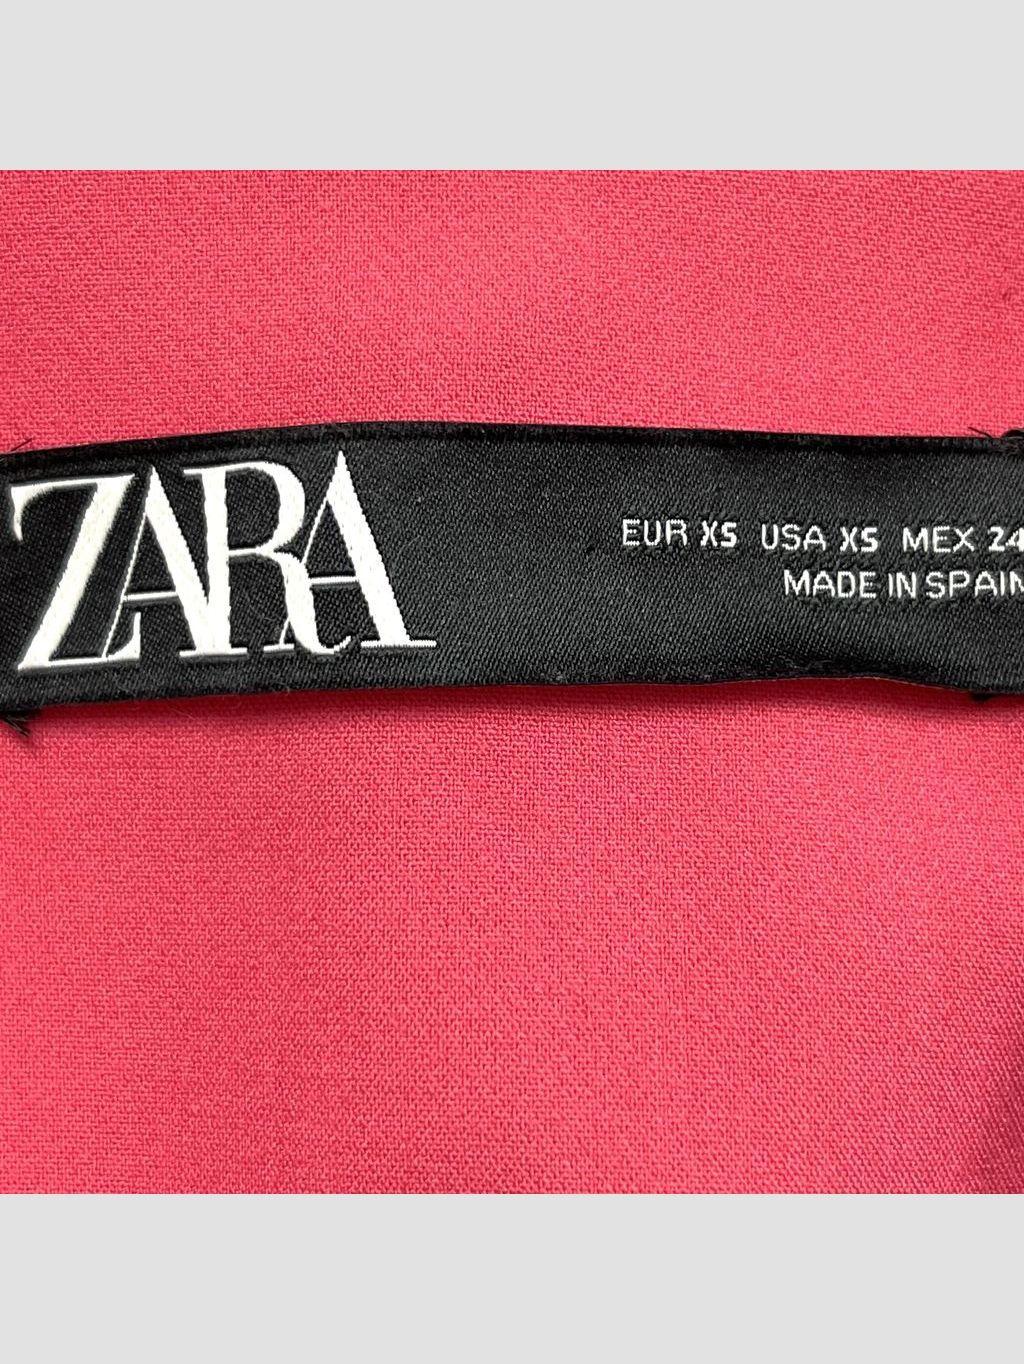 ZARA
EUR XS USA XS MEX 24
MADE IN SPAIN